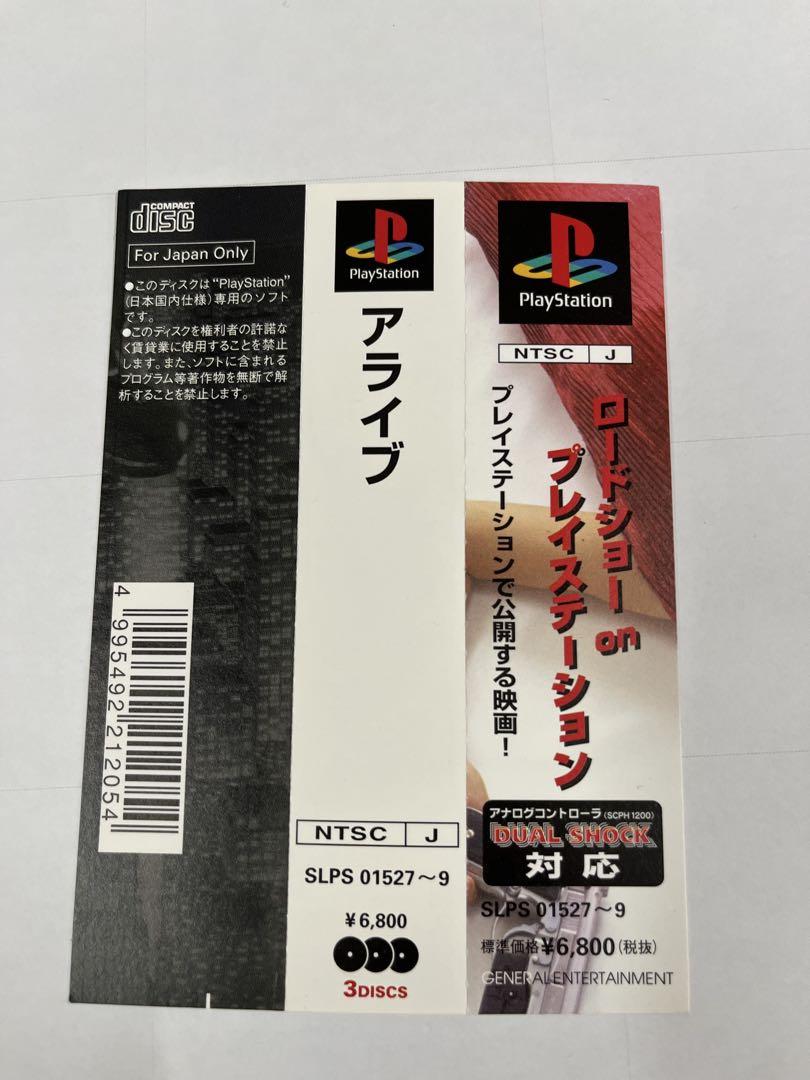 COMPACT
disc
For Japan Only
●このディスクは“PlayStation”
(日本国内仕様)専用のソフト
です。
●このディスクを権利者の許諾な
く賃貸業に使用することを禁止
します。また、ソフトに含まれる
プログラム等著作物を無断で解
析することを禁止します。
4 995492 212054
PlayStation
アライブ
NTSC J
SLPS 01527〜9
¥6,800
3DISCS
PlayStation
NTSC J
ロードショー on
プレイステーション
プレイステーションで公開する映画!
アナログコントローラ(SCPH 1200)
DUAL SHOCK
対応
SLPS 01527〜9
標準価格¥6,800(税抜)
GENERAL ENTERTAINMENT